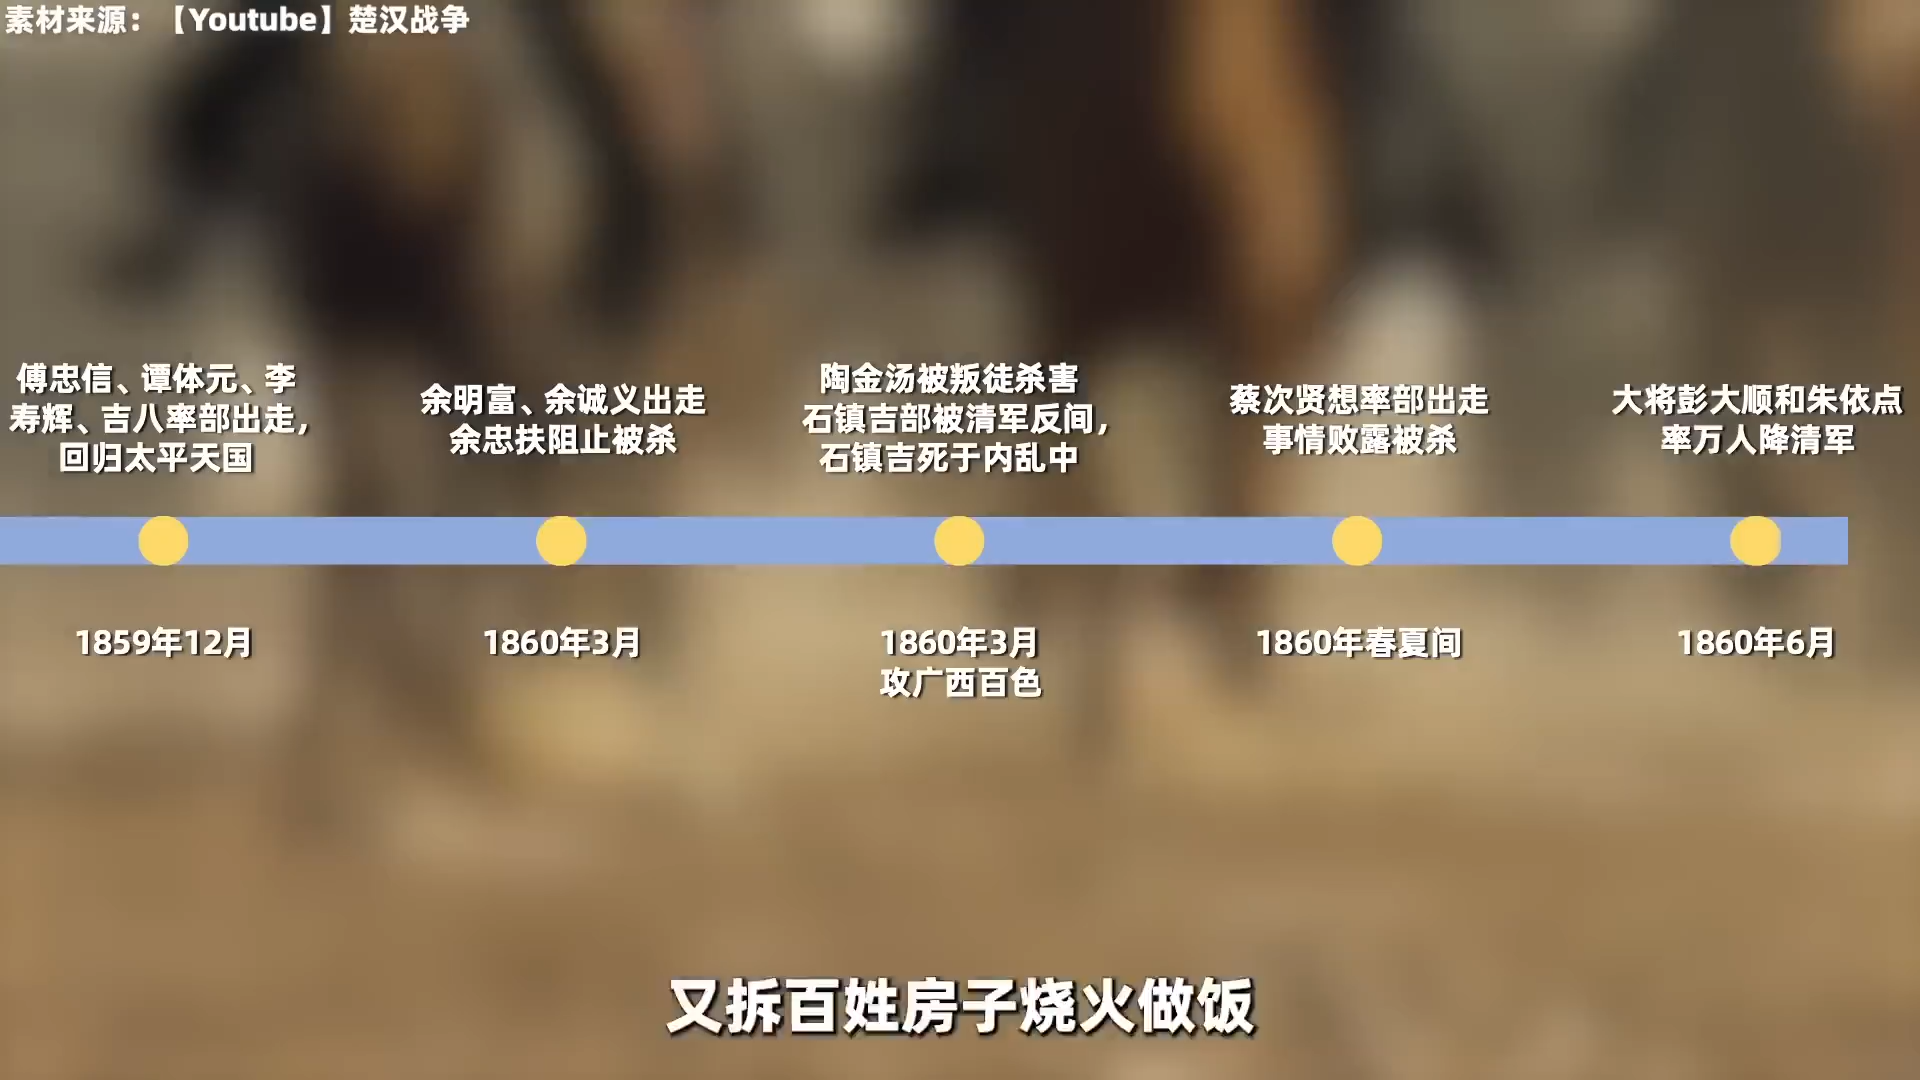 素材来源：【Youtube】楚汉战争
傅忠信、谭体元、李
寿辉、吉八率部出走，
回归太平天国
1859年12月
余明富、余诚义出走
余忠扶阻止被杀
1860年3月
陶金汤被叛徒杀害
石镇吉部被清军反间，
石镇吉死于内乱中
1860年3月
攻广西百色
蔡次贤想率部出走
事情败露被杀
1860年春夏间
大将彭大顺和朱依点
率万人降清军
1860年6月
又拆百姓房子烧火做饭